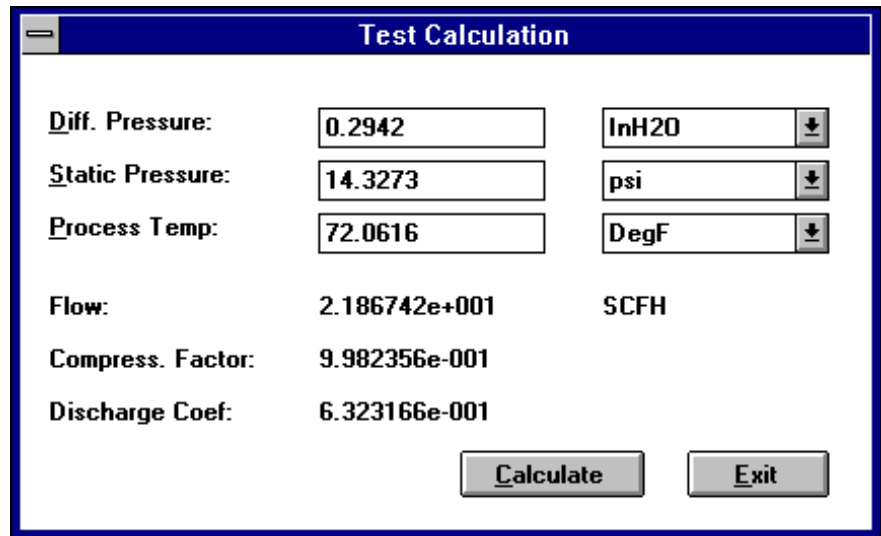 Test Calculation
Diff. Pressure: 0.2942 InH2O
Static Pressure: 14.3273 psi
Process Temp: 72.0616 DegF
Flow: 2.186742e+001 SCFH
Compress. Factor: 9.982356e-001
Discharge Coef: 6.323166e-001
Calculate Exit